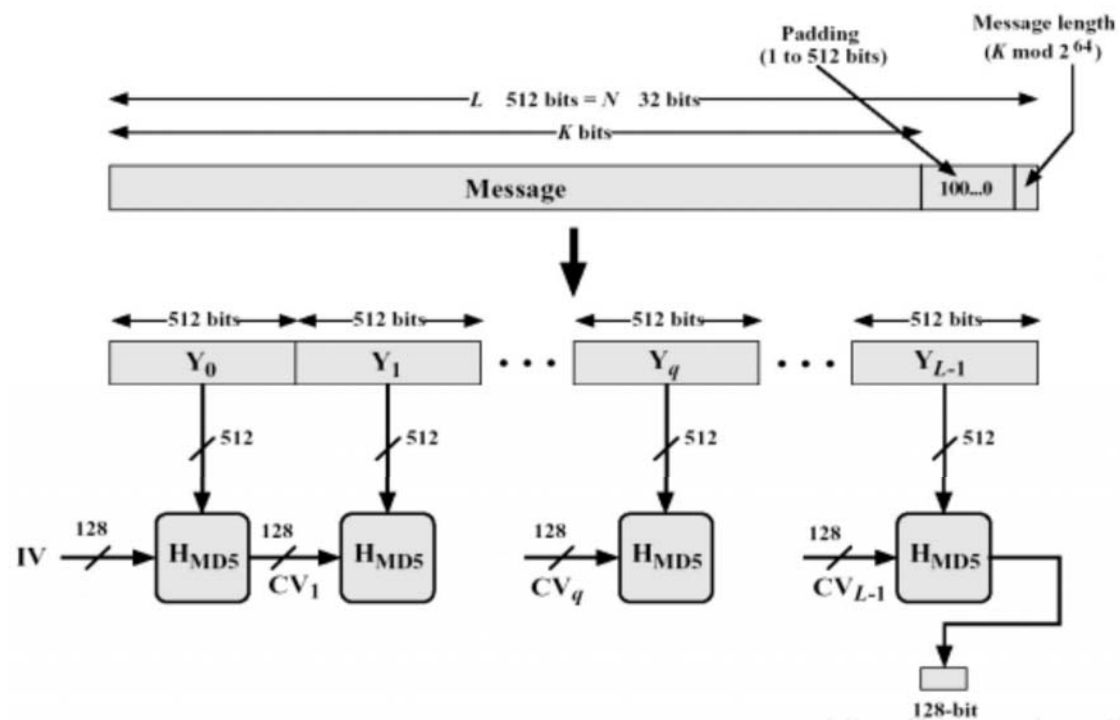 Padding
(1 to 512 bits)
Message length
(K mod 2^64)
L 512 bits = N 32 bits
K bits
Message
100...0
512 bits 512 bits 512 bits 512 bits
Y0 Y1 • • • Yq • • • YL-1
512 512 512 512
128 128 128 128
IV HMD5 HMD5 HMD5 HMD5
CV1 CVq CVL-1
128-bit